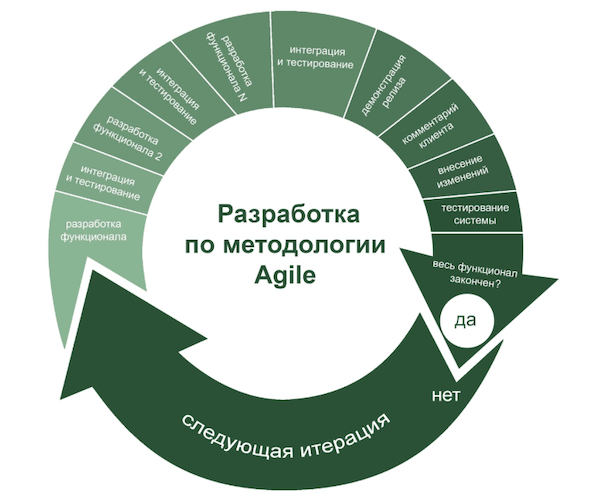 разработка
функционала
интеграция
и тестирование
разработка
функционала 2
интеграция
и тестирование
разработка
функционала N
интеграция
и тестирование
демонстрация
релиза
комментарий
клиента
внесение
изменений
тестирование
системы
весь функционал
закончен?
да
нет
следующая итерация
Разработка
по методологии
Agile